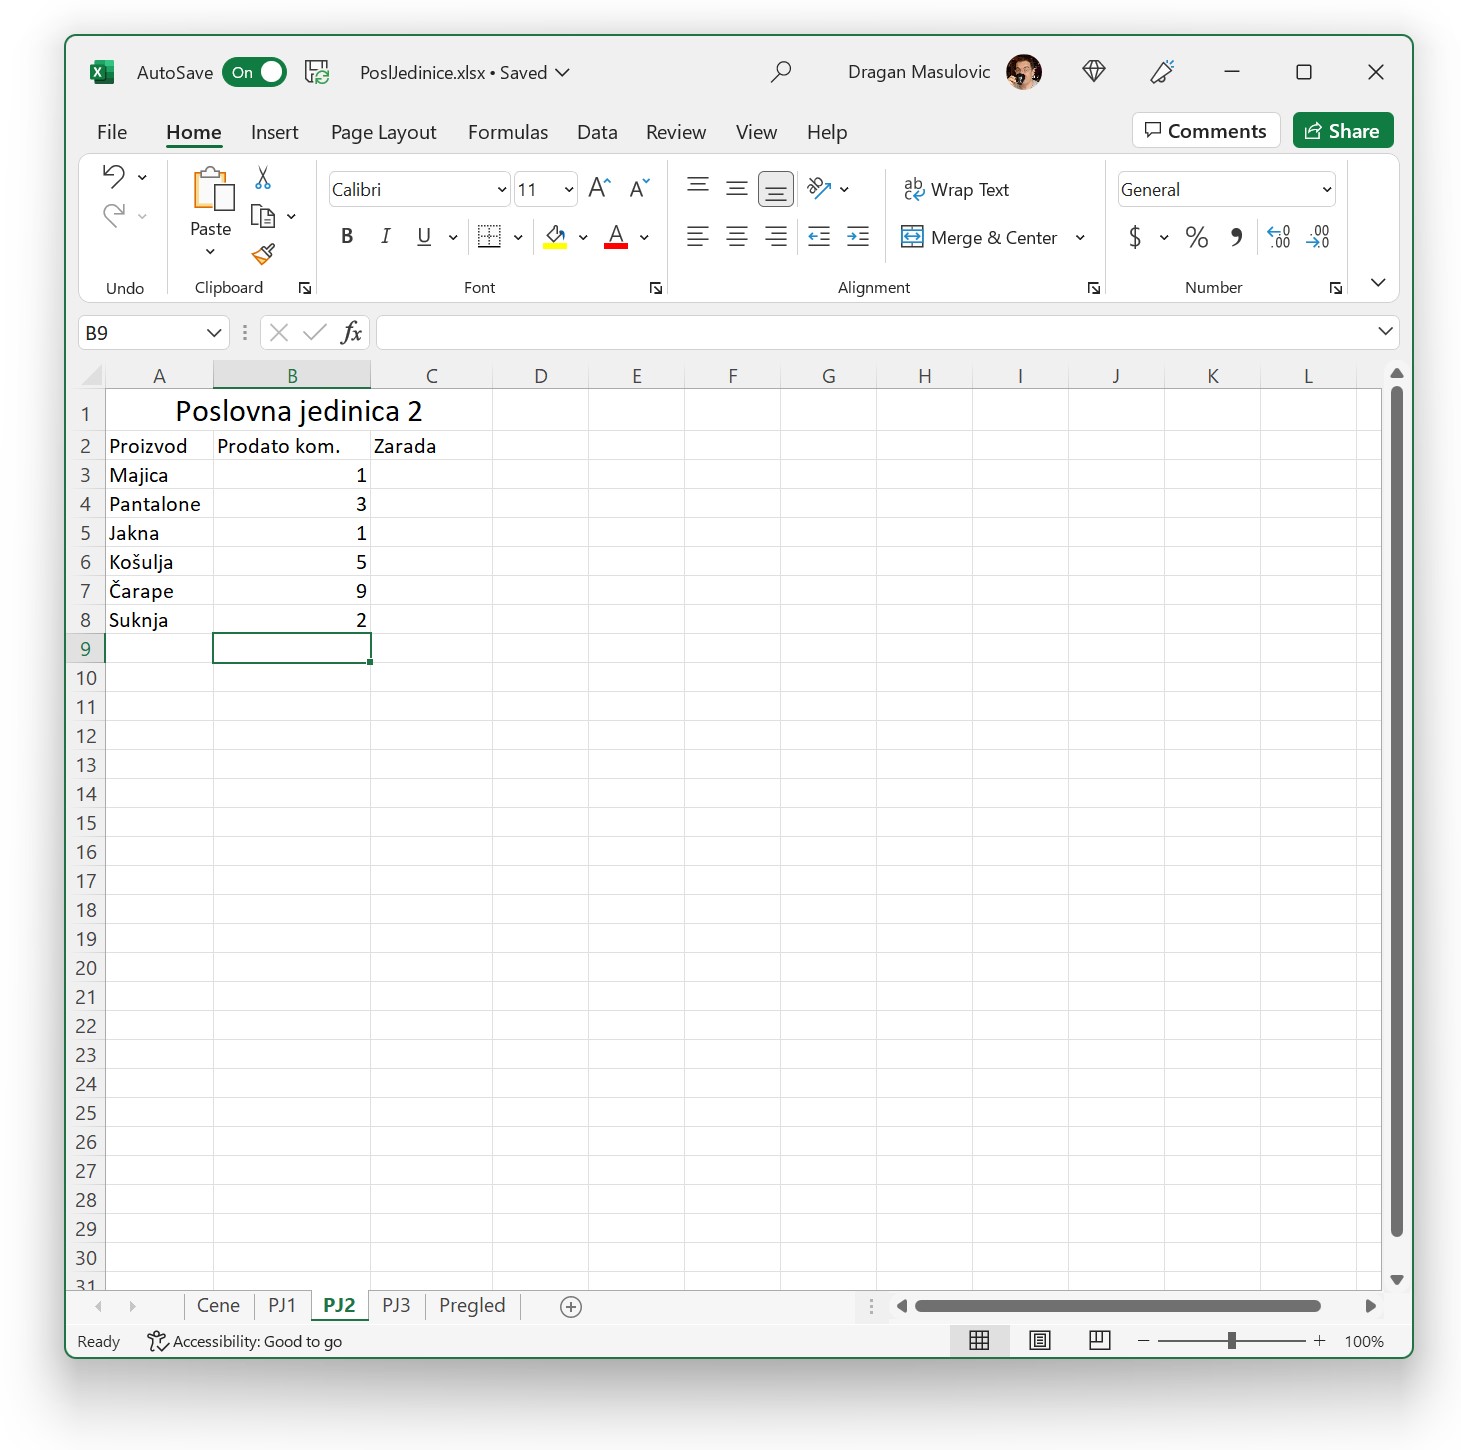 AutoSave On PoslJedinice.xlsx • Saved Dragan Masulovic
File Home Insert Page Layout Formulas Data Review View Help Comments Share
Paste
Calibri 11
Wrap Text
General
B I U A
Merge & Center
$ % 9 .00 .00
Undo Clipboard Font Alignment Number
B9 fx
A B C D E F G H I J K L
1 Poslovna jedinica 2
2 Proizvod Prodato kom. Zarada
3 Majica 1
4 Pantalone 3
5 Jakna 1
6 Košulja 5
7 Čarape 9
8 Suknja 2
9
10
11
12
13
14
15
16
17
18
19
20
21
22
23
24
25
26
27
28
29
30
31
Cene PJ1 PJ2 PJ3 Pregled
Ready Accessibility: Good to go 100%